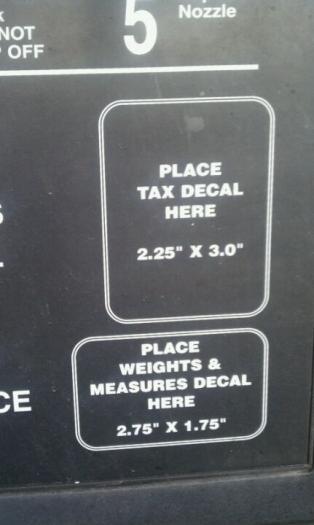 NOT
OFF
5
Nozzle
PLACE
TAX DECAL
HERE
2.25" X 3.0"
PLACE
WEIGHTS &
MEASURES DECAL
HERE
2.75" X 1.75"
CE